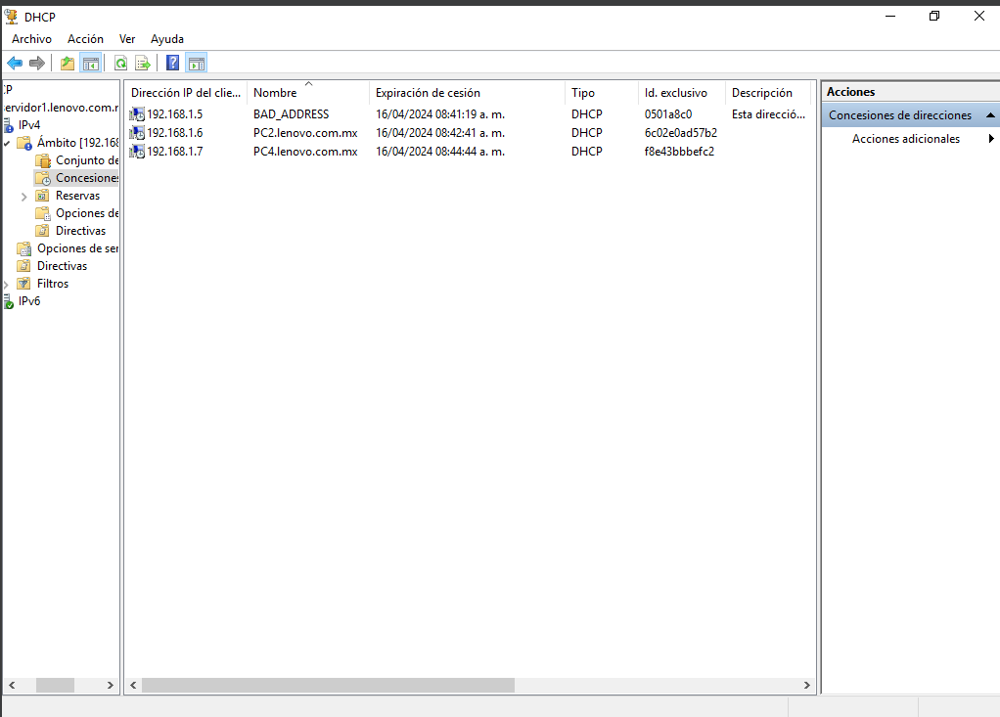 DHCP
Archivo Acción Ver Ayuda
CP
servidor1.lenovo.com.m
IPv4
Ámbito [192.168
Conjunto de
Concesiones
Reservas
Opciones de
Directivas
Opciones de ser
Directivas
Filtros
IPv6
Dirección IP del clie... Nombre Expiración de cesión Tipo Id. exclusivo Descripción
192.168.1.5 BAD_ADDRESS 16/04/2024 08:41:19 a. m. DHCP 0501a8c0 Esta direcció...
192.168.1.6 PC2.lenovo.com.mx 16/04/2024 08:42:41 a. m. DHCP 6c02e0ad57b2
192.168.1.7 PC4.lenovo.com.mx 16/04/2024 08:44:44 a. m. DHCP f8e43bbbefc2
Acciones
Concesiones de direcciones
Acciones adicionales